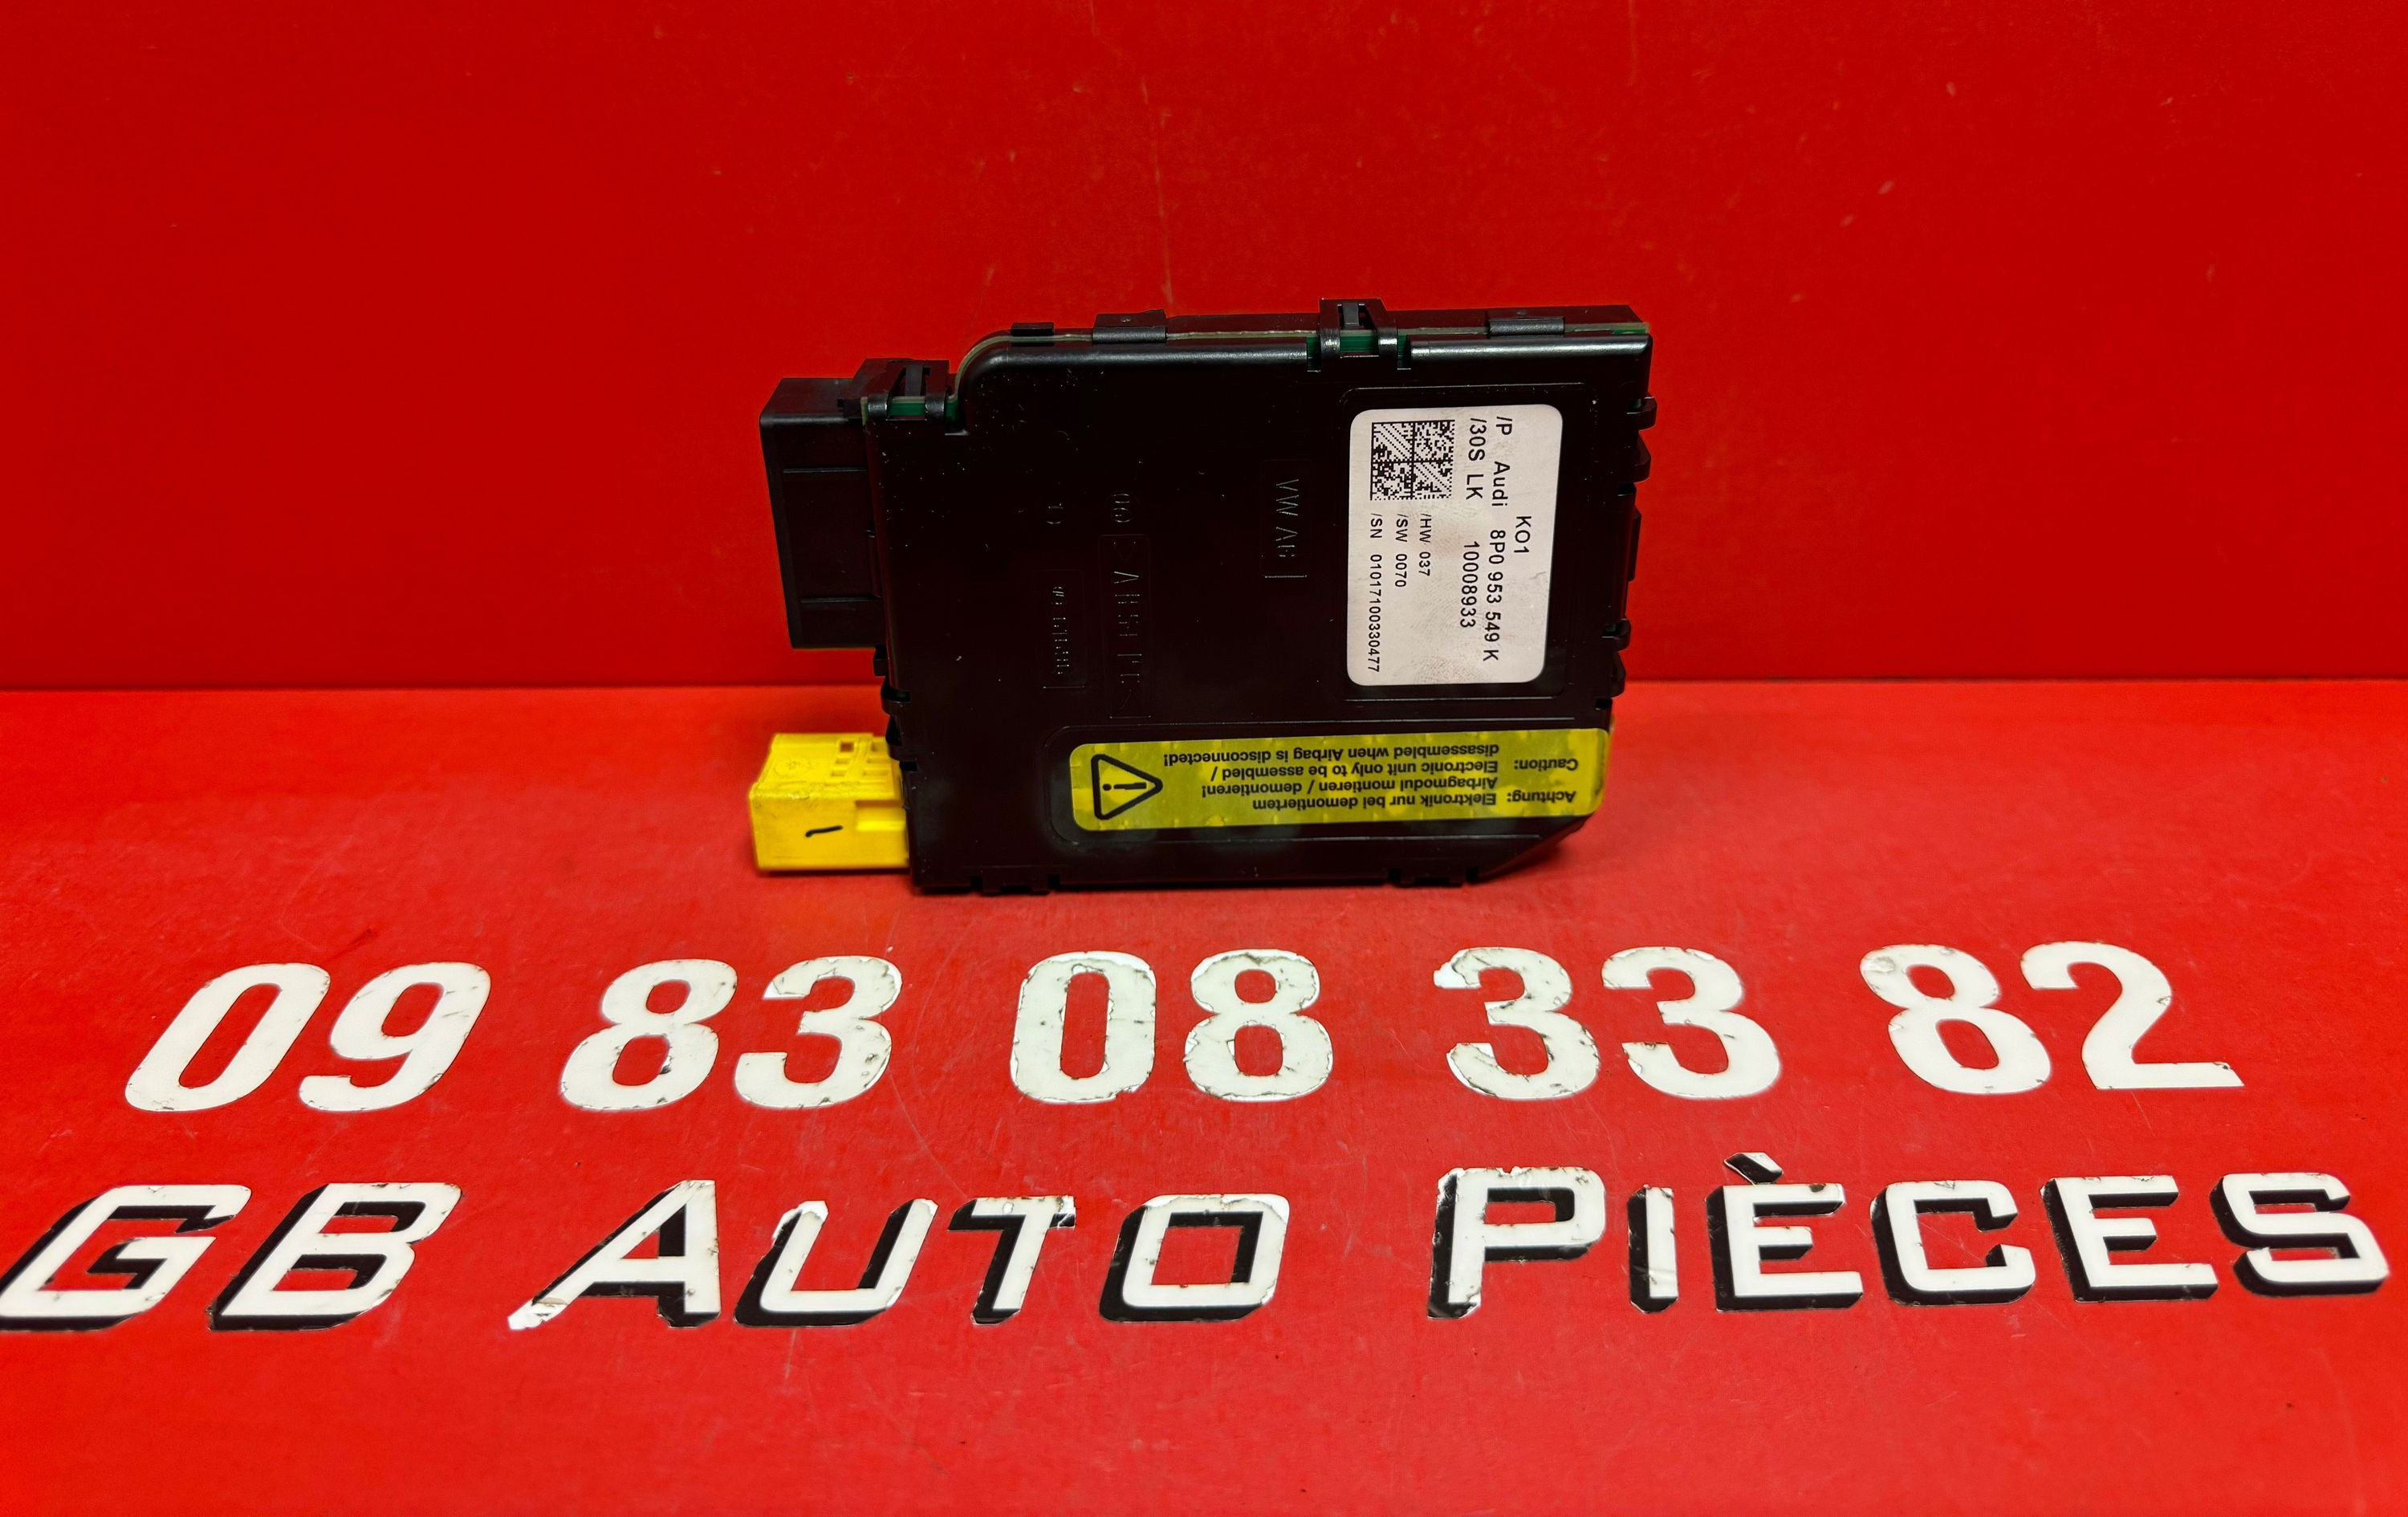 KO1
/P Audi 8P0 953 549 K
/30S LK 10008933
/HW 037
/SW 0070
/SN 01017100330477
VW AG
Achtung: Elektronik nur bei demontiertem
Airbagmodul montieren / demontieren!
Caution: Electronic unit only to be assembled /
disassembled when Airbag is disconnected!
09 83 08 33 82
GB AUTO PIÈCES